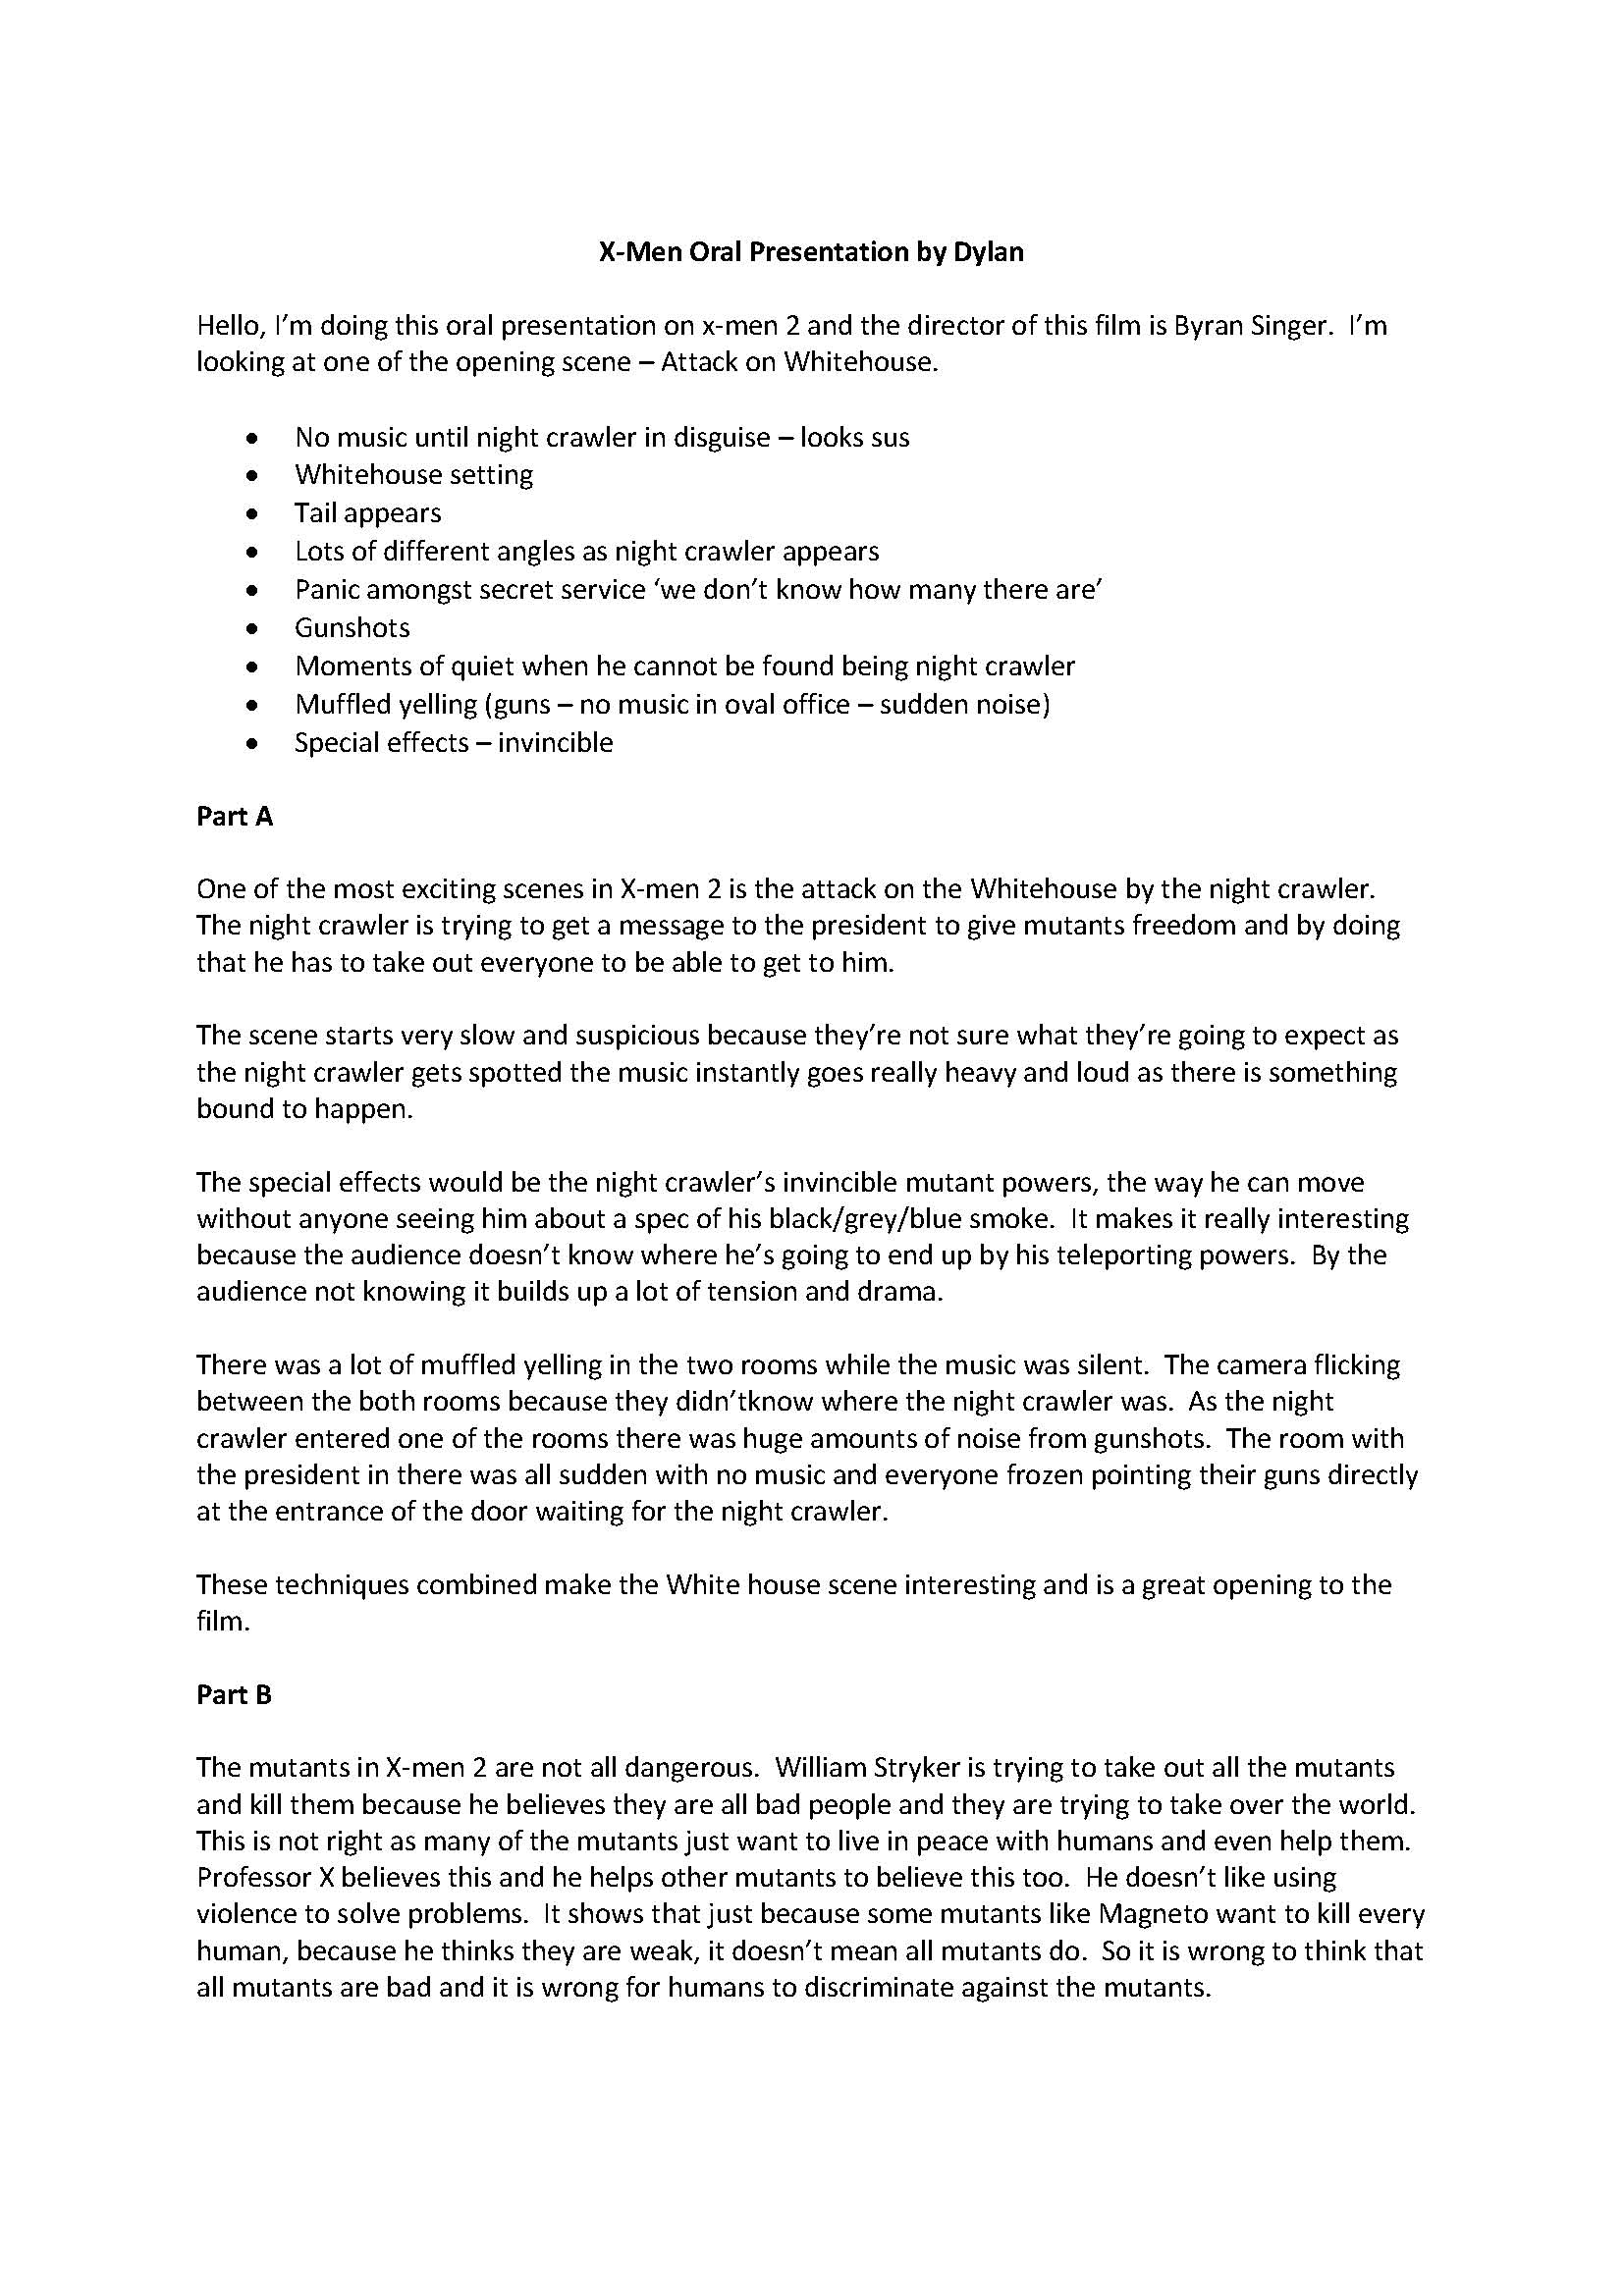 X-Men Oral Presentation by Dylan
Hello, I’m doing this oral presentation on x-men 2 and the director of this film is Byran Singer.  I’m
looking at one of the opening scene – Attack on Whitehouse.
• No music until night crawler in disguise – looks sus
• Whitehouse setting
• Tail appears
• Lots of different angles as night crawler appears
• Panic amongst secret service ‘we don’t know how many there are’
• Gunshots
• Moments of quiet when he cannot be found being night crawler
• Muffled yelling (guns – no music in oval office – sudden noise)
• Special effects – invincible
Part A
One of the most exciting scenes in X-men 2 is the attack on the Whitehouse by the night crawler.
The night crawler is trying to get a message to the president to give mutants freedom and by doing
that he has to take out everyone to be able to get to him.
The scene starts very slow and suspicious because they’re not sure what they’re going to expect as
the night crawler gets spotted the music instantly goes really heavy and loud as there is something
bound to happen.
The special effects would be the night crawler’s invincible mutant powers, the way he can move
without anyone seeing him about a spec of his black/grey/blue smoke.  It makes it really interesting
because the audience doesn’t know where he’s going to end up by his teleporting powers.  By the
audience not knowing it builds up a lot of tension and drama.
There was a lot of muffled yelling in the two rooms while the music was silent.  The camera flicking
between the both rooms because they didn’tknow where the night crawler was.  As the night
crawler entered one of the rooms there was huge amounts of noise from gunshots.  The room with
the president in there was all sudden with no music and everyone frozen pointing their guns directly
at the entrance of the door waiting for the night crawler.
These techniques combined make the White house scene interesting and is a great opening to the
film.
Part B
The mutants in X-men 2 are not all dangerous.  William Stryker is trying to take out all the mutants
and kill them because he believes they are all bad people and they are trying to take over the world.
This is not right as many of the mutants just want to live in peace with humans and even help them.
Professor X believes this and he helps other mutants to believe this too.  He doesn’t like using
violence to solve problems.  It shows that just because some mutants like Magneto want to kill every
human, because he thinks they are weak, it doesn’t mean all mutants do.  So it is wrong to think that
all mutants are bad and it is wrong for humans to discriminate against the mutants.